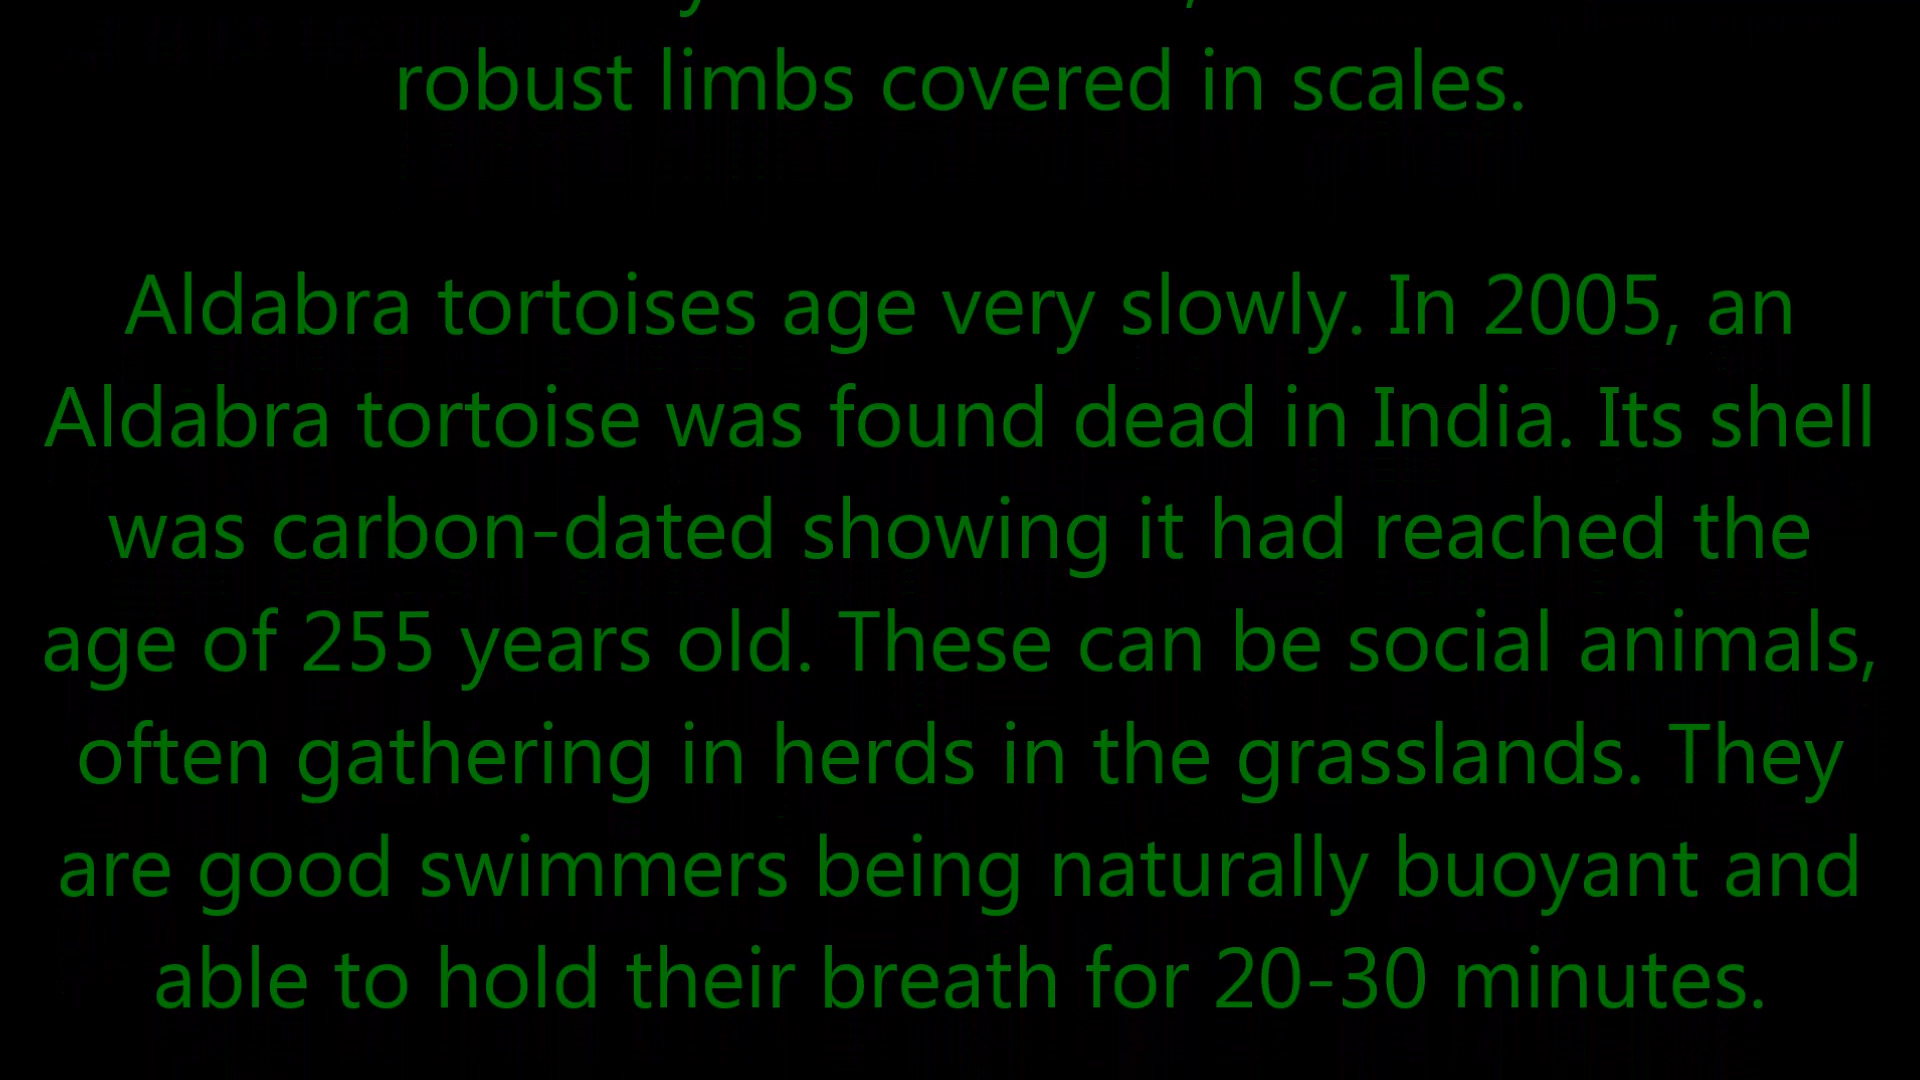 robust limbs covered in scales.
Aldabra tortoises age very slowly. In 2005, an
Aldabra tortoise was found dead in India. Its shell
was carbon-dated showing it had reached the
age of 255 years old. These can be social animals,
often gathering in herds in the grasslands. They
are good swimmers being naturally buoyant and
able to hold their breath for 20-30 minutes.